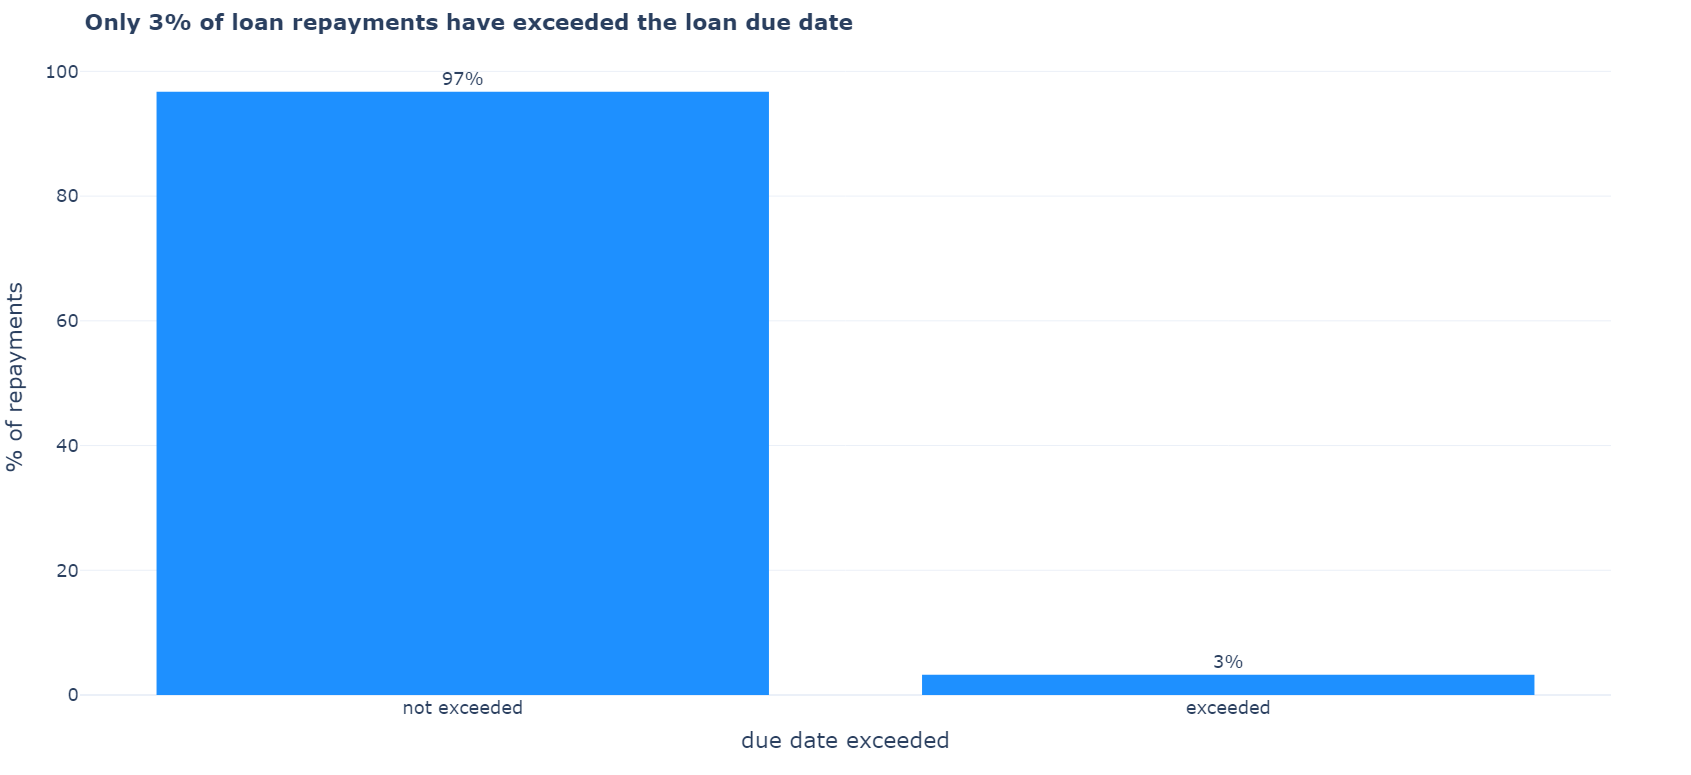 Only 3% of loan repayments have exceeded the loan due date
100
97%
80
60
% of repayments
40
20
3%
0
not exceeded
exceeded
due date exceeded